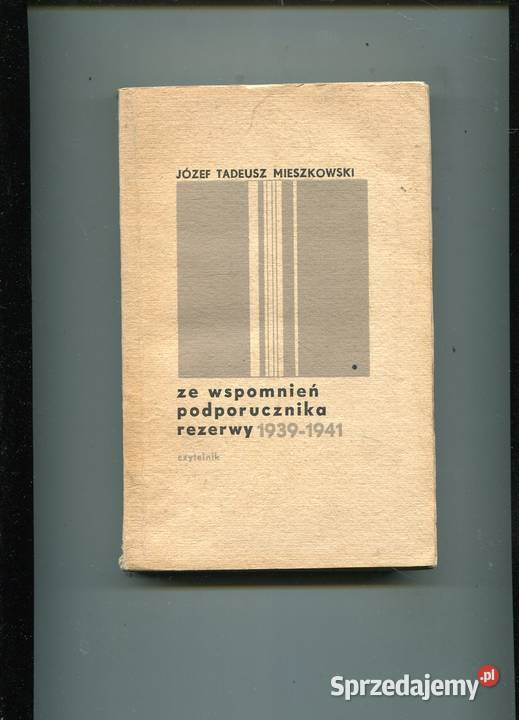 JÓZEF TADEUSZ MIESZKOWSKI
ze wspomnień
podporucznika
rezerwy 1939-1941
czytelnik
Sprzedajemy.pl